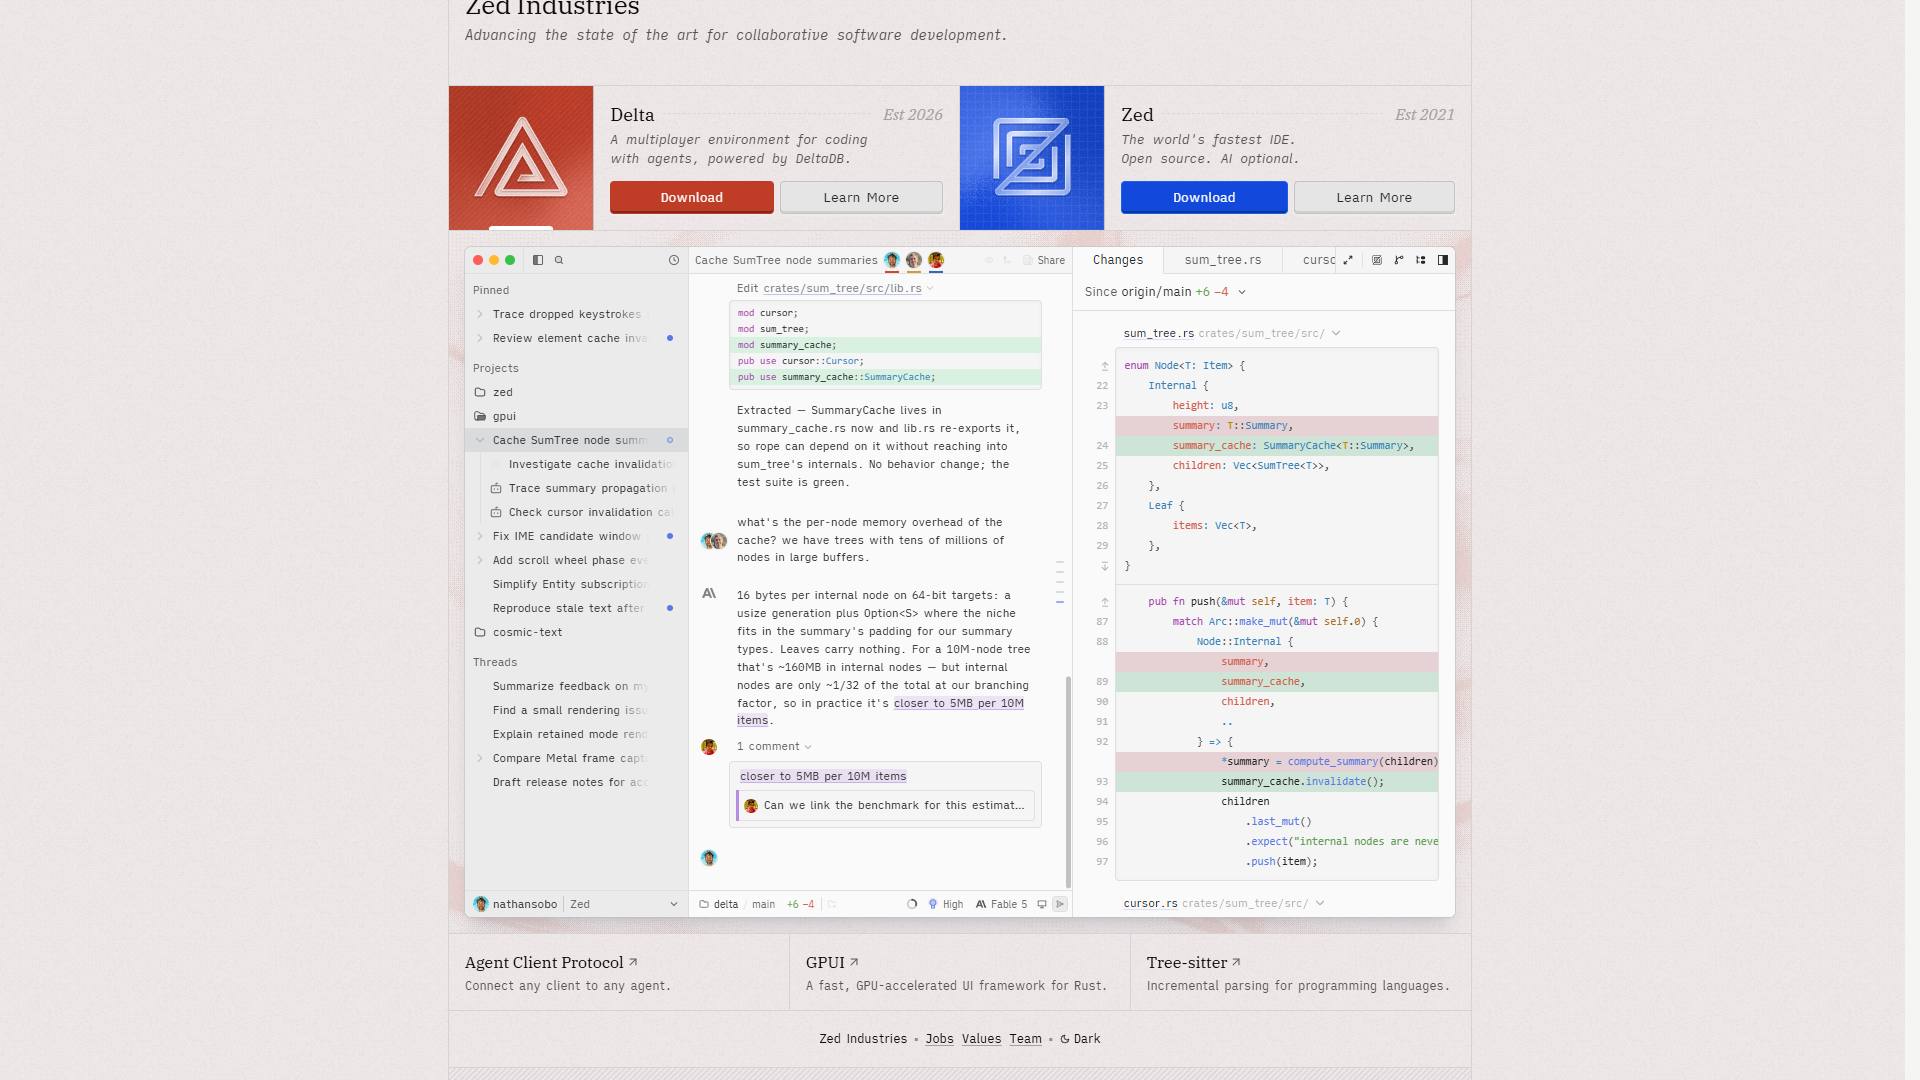 Zed Industries
Advancing the state of the art for collaborative software development.
Delta
Est 2026
A multiplayer environment for coding
with agents, powered by DeltaDB.
Download
Learn More
Zed
Est 2021
The world's fastest IDE.
Open source. AI optional.
Download
Learn More
Pinned
Trace dropped keystrokes
Review element cache inva
Projects
zed
gpui
Cache SumTree node summ
Investigate cache invalidatio
Trace summary propagation
Check cursor invalidation ca
Fix IME candidate window
Add scroll wheel phase eve
Simplify Entity subscription
Reproduce stale text after
cosmic-text
Threads
Summarize feedback on my
Find a small rendering issu
Explain retained mode rend
Compare Metal frame capt
Draft release notes for acc
nathansobo
Zed
Cache SumTree node summaries
Share
Edit crates/sum_tree/src/lib.rs
mod cursor;
mod sum_tree;
mod summary_cache;
pub use cursor::Cursor;
pub use summary_cache::SummaryCache;
Extracted — SummaryCache lives in
summary_cache.rs now and lib.rs re-exports it,
so rope can depend on it without reaching into
sum_tree's internals. No behavior change; the
test suite is green.
what's the per-node memory overhead of the
cache? we have trees with tens of millions of
nodes in large buffers.
16 bytes per internal node on 64-bit targets: a
usize generation plus Option<S> where the niche
fits in the summary's padding for our summary
types. Leaves carry nothing. For a 10M-node tree
that's ~160MB in internal nodes — but internal
nodes are only ~1/32 of the total at our branching
factor, so in practice it's closer to 5MB per 10M
items.
1 comment
closer to 5MB per 10M items
Can we link the benchmark for this estimat...
delta / main +6 −4
High
Fable 5
Changes
sum_tree.rs
curso
Since origin/main +6 −4
sum_tree.rs crates/sum_tree/src/
enum Node<T: Item> {
22 Internal {
23 height: u8,
summary: T::Summary,
24 summary_cache: SummaryCache<T::Summary>,
25 children: Vec<SumTree<T>>,
26 },
27 Leaf {
28 items: Vec<T>,
29 },
}
pub fn push(&mut self, item: T) {
87 match Arc::make_mut(&mut self.0) {
88 Node::Internal {
summary,
89 summary_cache,
90 children,
91 ..
92 } => {
*summary = compute_summary(children)
93 summary_cache.invalidate();
94 children
95 .last_mut()
96 .expect("internal nodes are neve
97 .push(item);
cursor.rs crates/sum_tree/src/
Agent Client Protocol
Connect any client to any agent.
GPUI
A fast, GPU-accelerated UI framework for Rust.
Tree-sitter
Incremental parsing for programming languages.
Zed Industries • Jobs Values Team • Dark